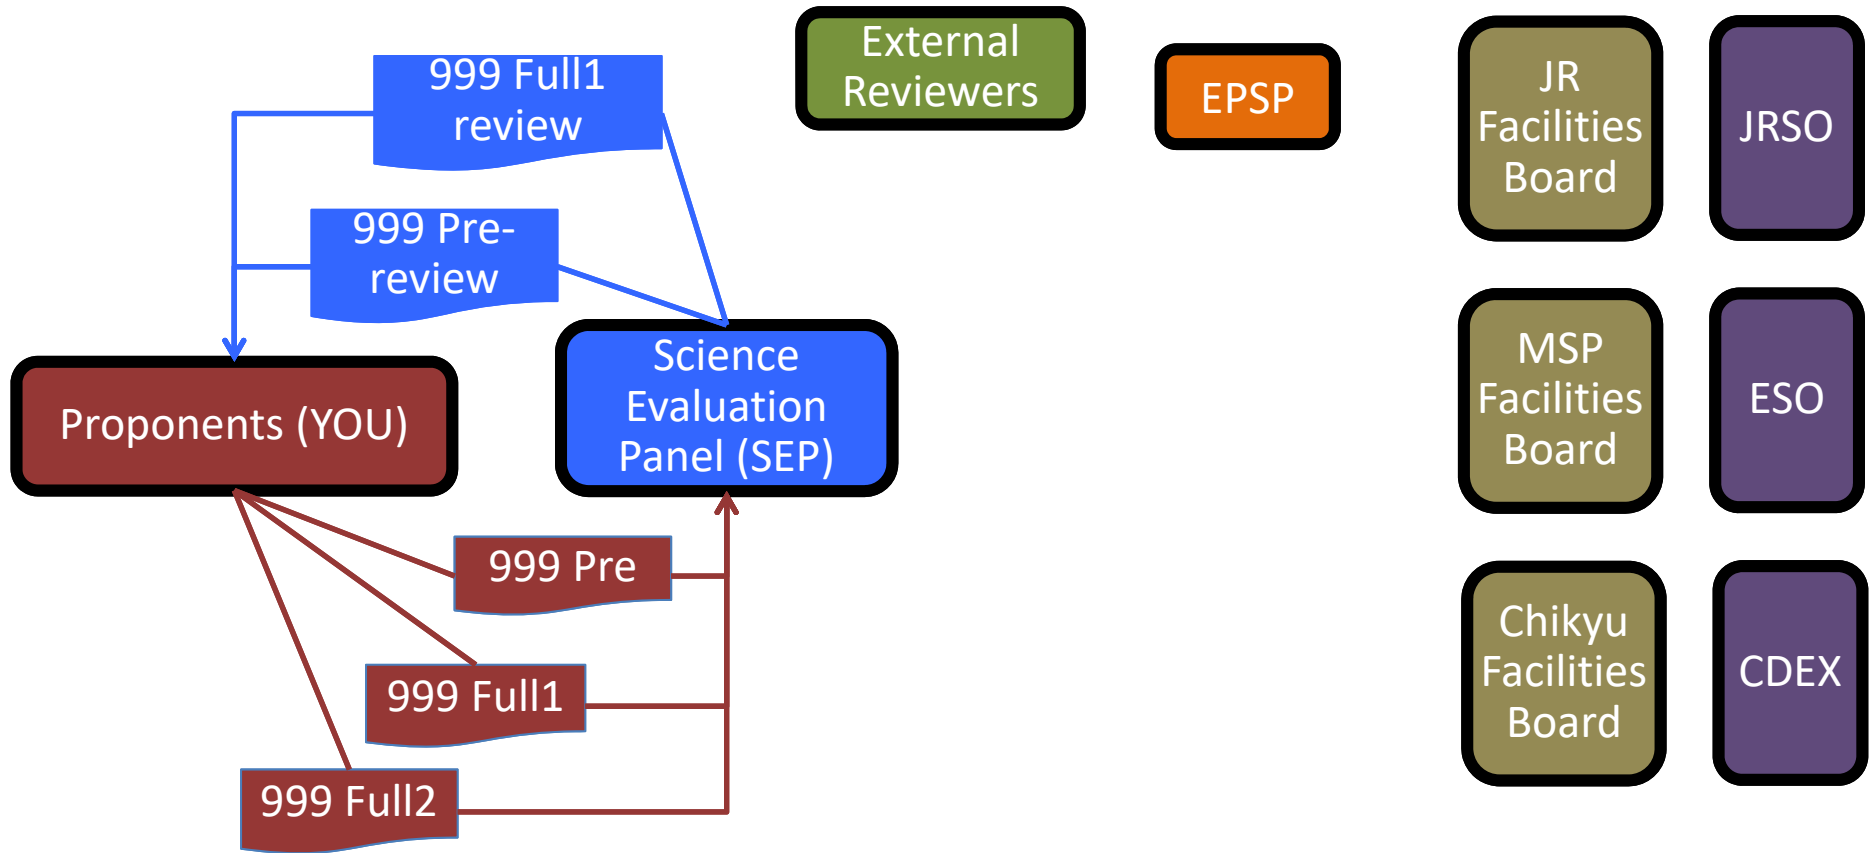 999 Full1
review
External
Reviewers
EPSP
JR
Facilities
Board
JRSO
999 Pre-
review
Proponents (YOU)
Science
Evaluation
Panel (SEP)
MSP
Facilities
Board
ESO
999 Pre
999 Full1
999 Full2
Chikyu
Facilities
Board
CDEX